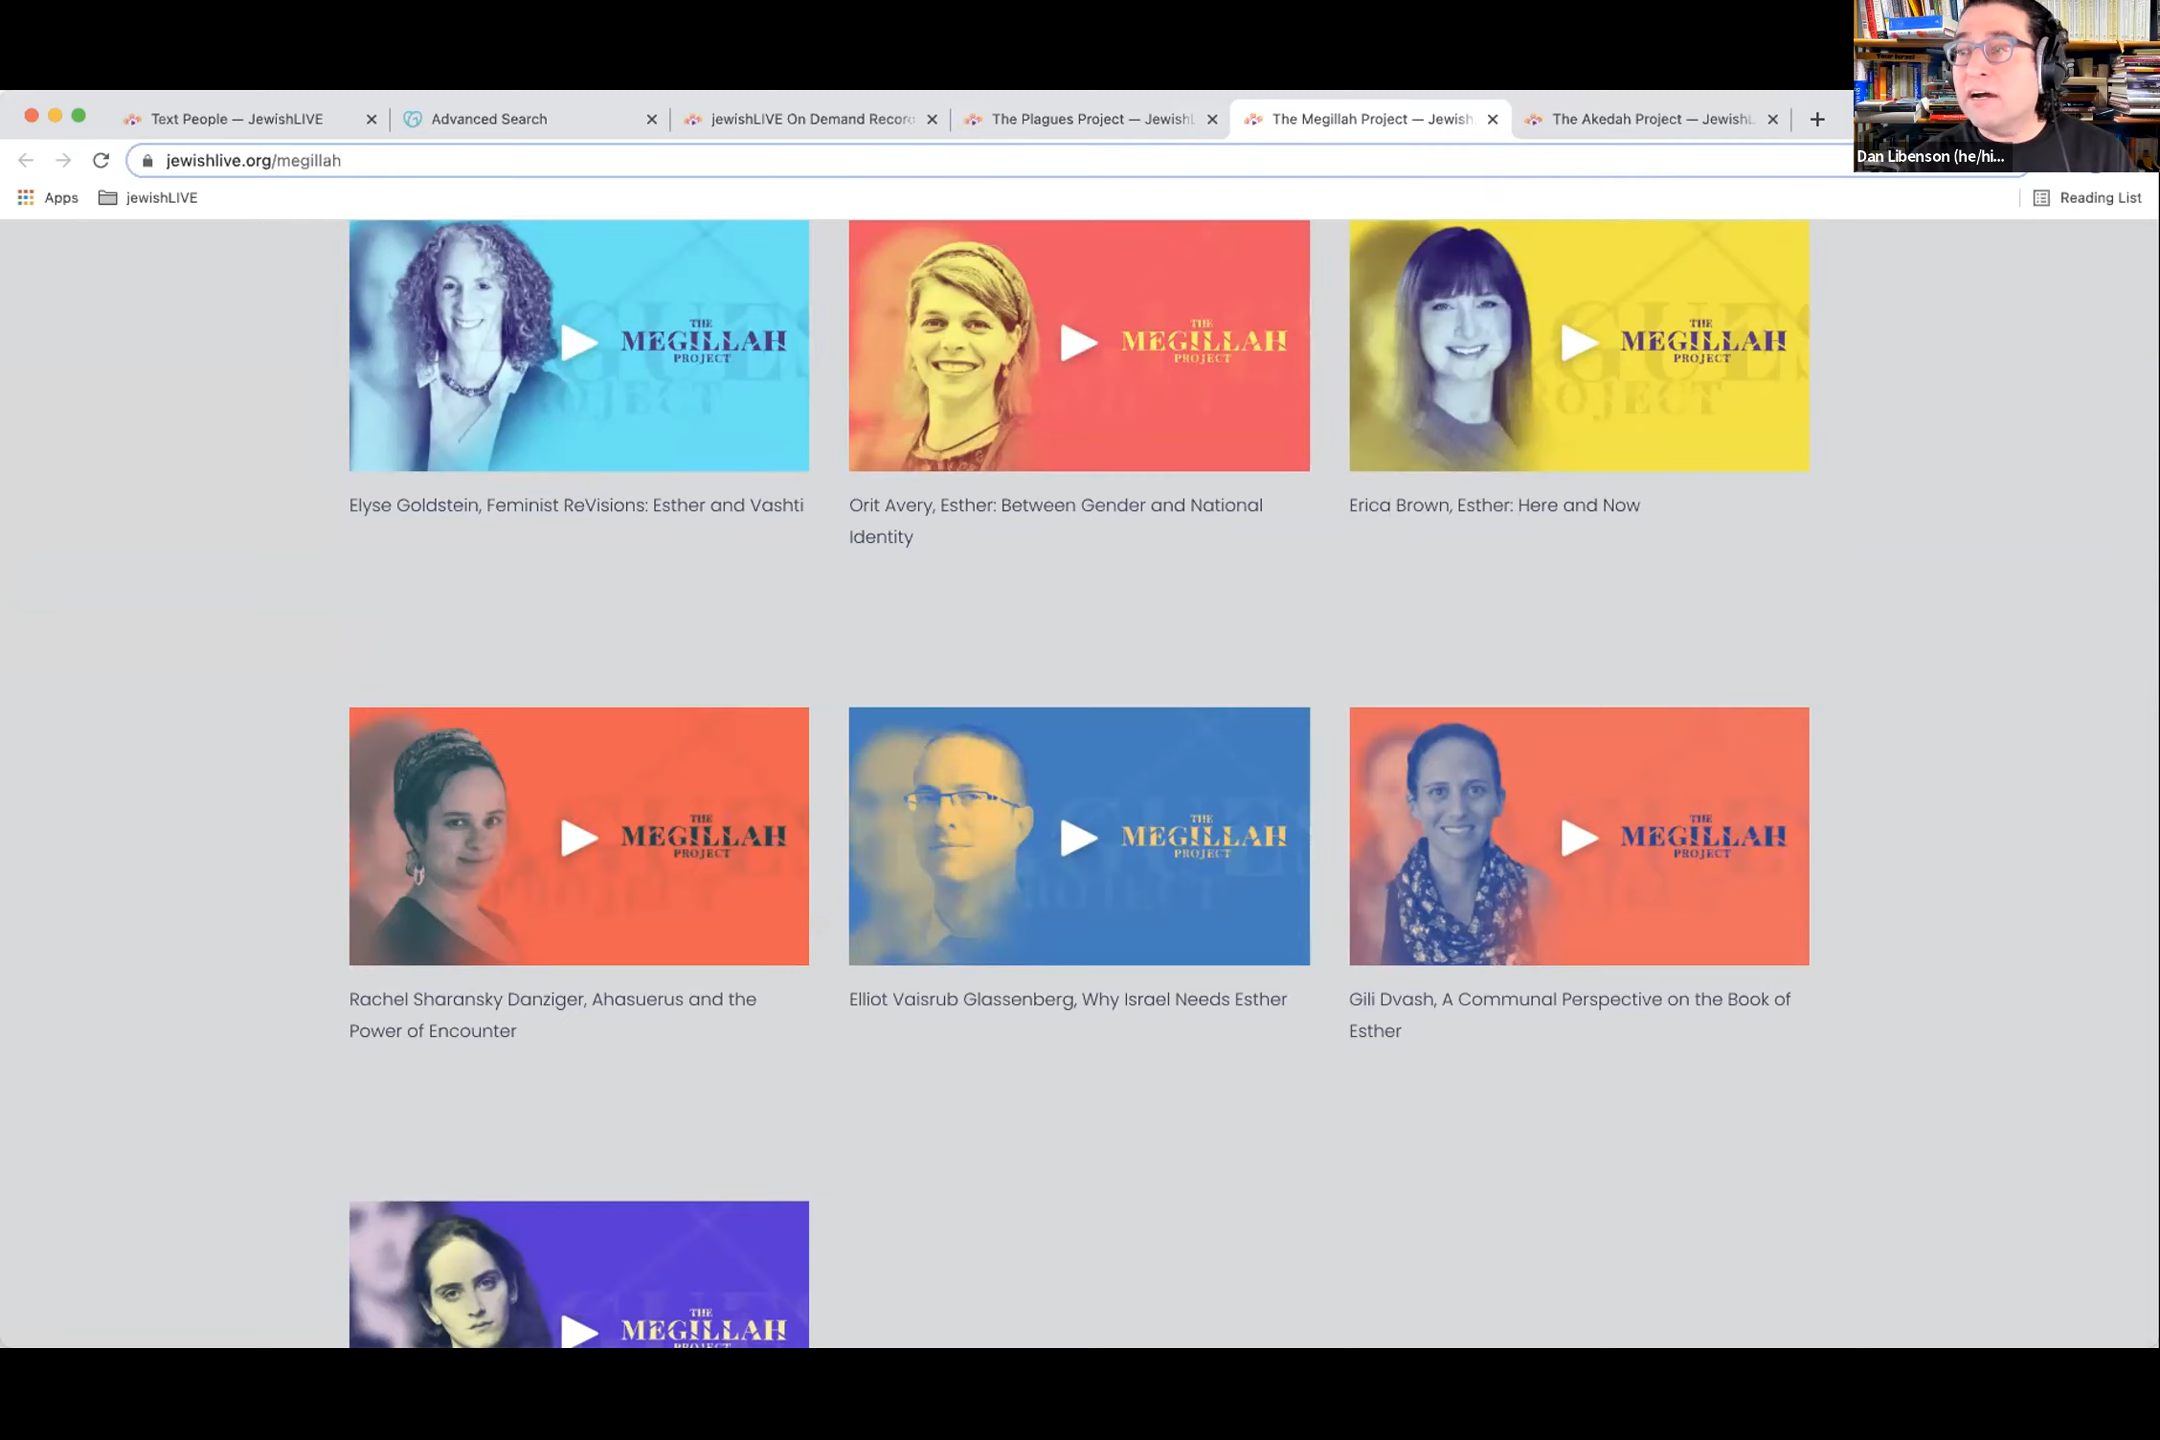 Text People — JewishLIVE
Advanced Search
jewishLIVE On Demand Record
The Plagues Project — Jewish
The Megillah Project — Jewish
The Akedah Project — Jewish
jewishlive.org/megillah
Dan Libenson (he/hi...
Apps
jewishLIVE
Reading List
THE
MEGILLAH
PROJECT
THE
MEGILLAH
PROJECT
THE
MEGILLAH
PROJECT
Elyse Goldstein, Feminist ReVisions: Esther and Vashti
Orit Avery, Esther: Between Gender and National
Identity
Erica Brown, Esther: Here and Now
THE
MEGILLAH
PROJECT
THE
MEGILLAH
PROJECT
THE
MEGILLAH
PROJECT
Rachel Sharansky Danziger, Ahasuerus and the
Power of Encounter
Elliot Vaisrub Glassenberg, Why Israel Needs Esther
Gili Dvash, A Communal Perspective on the Book of
Esther
THE
MEGILLAH
PROJECT